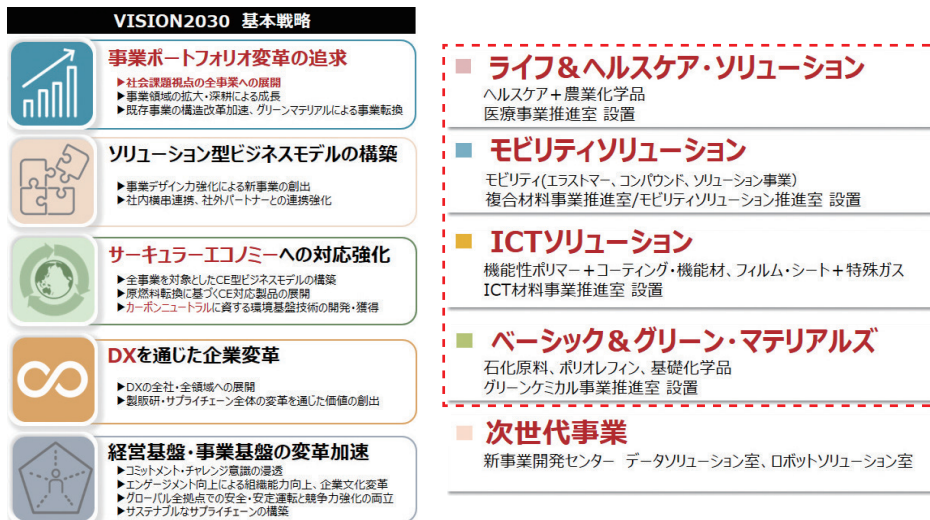 VISION2030 基本戦略
事業ポートフォリオ変革の追求
▶社会課題視点の全事業への展開
▶事業領域の拡大・深耕による成長
▶既存事業の構造改革加速、グリーンマテリアルによる事業転換
ソリューション型ビジネスモデルの構築
▶事業デザイン力強化による新事業の創出
▶社内横串連携、社外パートナーとの連携強化
サーキュラーエコノミーへの対応強化
▶全事業を対象としたCE型ビジネスモデルの構築
▶原燃料転換に基づくCE対応製品の展開
▶カーボンニュートラルに資する環境基盤技術の開発・獲得
DXを通じた企業変革
▶DXの全社・全領域への展開
▶製販研・サプライチェーン全体の変革を通じた価値の創出
経営基盤・事業基盤の変革加速
▶コミットメント・チャレンジ意識の浸透
▶エンゲージメント向上による組織能力向上、企業文化変革
▶グローバル全拠点での安全・安定運転と競争力強化の両立
▶サステナブルなサプライチェーンの構築
ライフ&ヘルスケア・ソリューション
ヘルスケア+農業化学品
医療事業推進室 設置
モビリティソリューション
モビリティ(エラストマー、コンパウンド、ソリューション事業)
複合材料事業推進室/モビリティソリューション推進室 設置
ICTソリューション
機能性ポリマー+コーティング・機能材、フィルム・シート+特殊ガス
ICT材料事業推進室 設置
ベーシック&グリーン・マテリアルズ
石化原料、ポリオレフィン、基礎化学品
グリーンケミカル事業推進室 設置
次世代事業
新事業開発センター データソリューション室、ロボットソリューション室